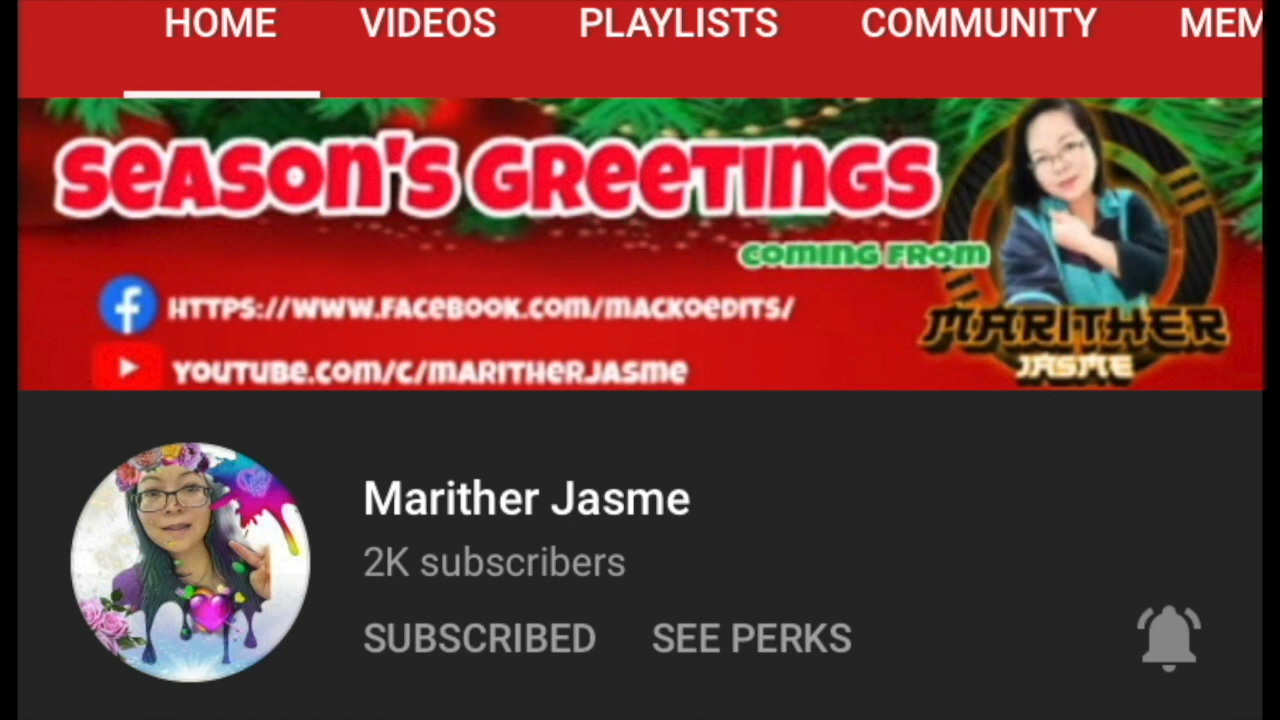 HOME VIDEOS PLAYLISTS COMMUNITY MEM
SEASON'S GREETINGS
COMING FROM
HTTPS://WWW.FACEBOOK.COM/MACKOEDITS/
MARITHER
JASME
YOUTUBE.COM/C/MARITHERJASME
Marither Jasme
2K subscribers
SUBSCRIBED SEE PERKS